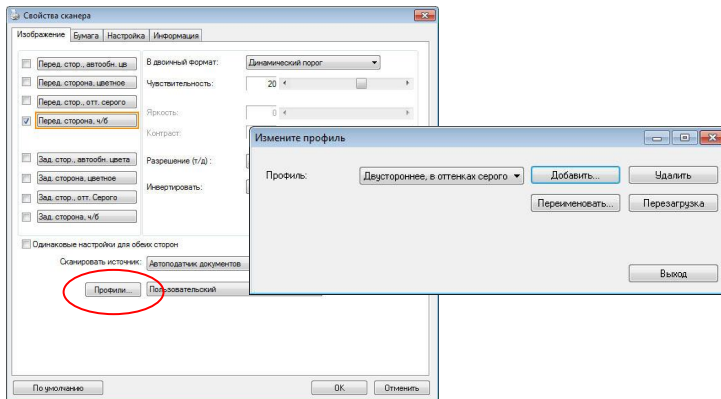 Свойства сканера
Изображение Бумага Настройка Информация
Перед. стор., автообн. цв
Перед. сторона, цветное
Перед. стор., отт. серого
Перед. сторона, ч/б
Зад. стор., автообн. цвета
Зад. сторона, цветное
Зад. стор., отт. Серого
Зад. сторона, ч/б
В двоичный формат: Динамический порог
Чувствительность: 20
Яркость: 0
Контраст:
Разрешение (т/д) :
Инвертировать:
Одинаковые настройки для обеих сторон
Сканировать источник: Автоподатчик документов
Профили... Пользовательский
По умолчанию OK Отменить
Измените профиль
Профиль: Двустороннее, в оттенках серого Добавить... Удалить
Переименовать... Перезагрузка
Выход